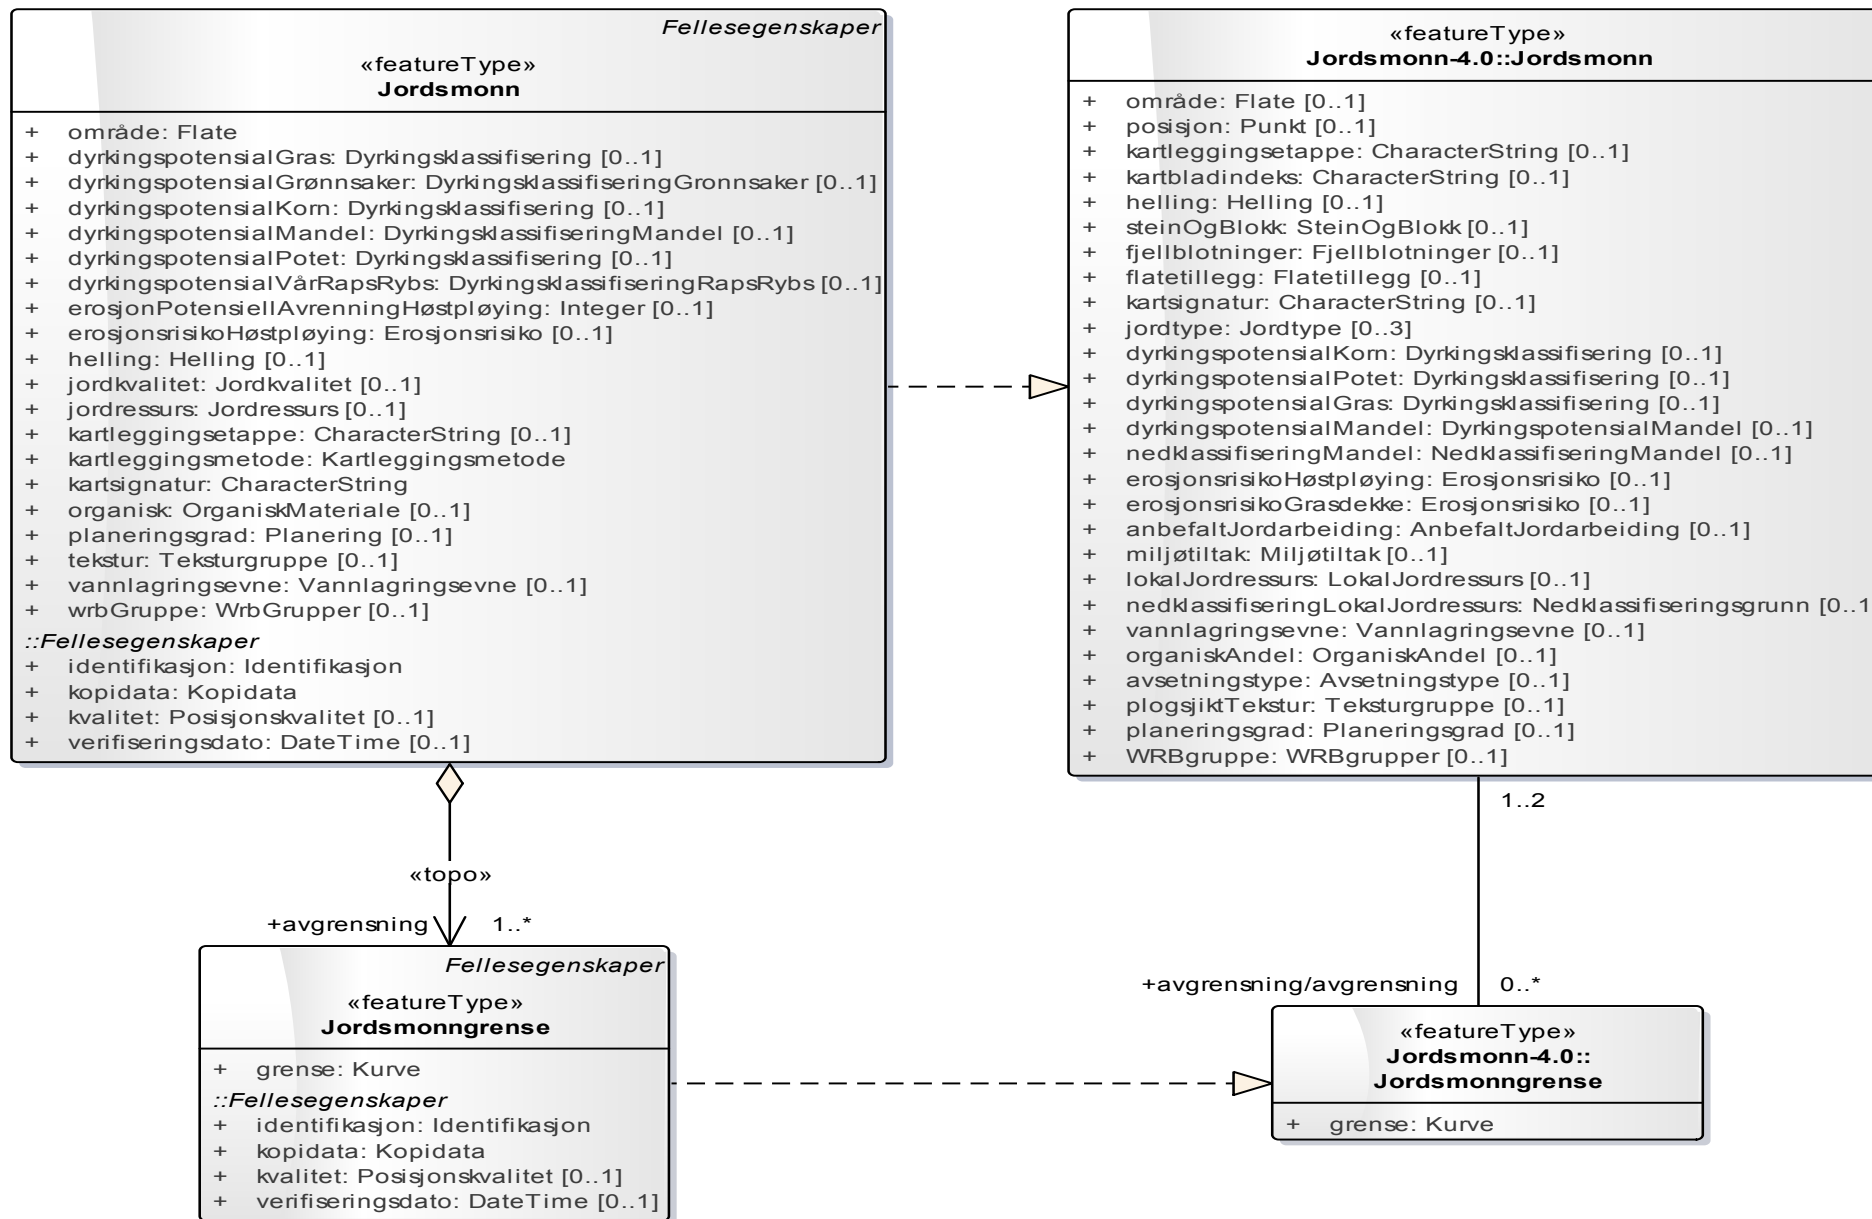 Fellesegenskaper
«featureType»
Jordsmonn
+ område: Flate
+ dyrkingspotensialGras: Dyrkingsklassifisering [0..1]
+ dyrkingspotensialGrønnsaker: DyrkingsklassifiseringGronnsaker [0..1]
+ dyrkingspotensialKorn: Dyrkingsklassifisering [0..1]
+ dyrkingspotensialMandel: DyrkingsklassifiseringMandel [0..1]
+ dyrkingspotensialPotet: Dyrkingsklassifisering [0..1]
+ dyrkingspotensialVårRapsRybs: DyrkingsklassifiseringRapsRybs [0..1]
+ erosjonPotensiellAvrenningHøstpløying: Integer [0..1]
+ erosjonsrisikoHøstpløying: Erosjonsrisiko [0..1]
+ helling: Helling [0..1]
+ jordkvalitet: Jordkvalitet [0..1]
+ jordressurs: Jordressurs [0..1]
+ kartleggingsetappe: CharacterString [0..1]
+ kartleggingsmetode: Kartleggingsmetode
+ kartsignatur: CharacterString
+ organisk: OrganiskMateriale [0..1]
+ planeringsgrad: Planering [0..1]
+ tekstur: Teksturgruppe [0..1]
+ vannlagringsevne: Vannlagringsevne [0..1]
+ wrbGruppe: WrbGrupper [0..1]
::Fellesegenskaper
+ identifikasjon: Identifikasjon
+ kopidata: Kopidata
+ kvalitet: Posisjonskvalitet [0..1]
+ verifiseringsdato: DateTime [0..1]
«featureType»
Jordsmonn-4.0::Jordsmonn
+ område: Flate [0..1]
+ posisjon: Punkt [0..1]
+ kartleggingsetappe: CharacterString [0..1]
+ kartbladindeks: CharacterString [0..1]
+ helling: Helling [0..1]
+ steinOgBlokk: SteinOgBlokk [0..1]
+ fjellblotninger: Fjellblotninger [0..1]
+ flatetillegg: Flatetillegg [0..1]
+ kartsignatur: CharacterString [0..1]
+ jordtype: Jordtype [0..3]
+ dyrkingspotensialKorn: Dyrkingsklassifisering [0..1]
+ dyrkingspotensialPotet: Dyrkingsklassifisering [0..1]
+ dyrkingspotensialGras: Dyrkingsklassifisering [0..1]
+ dyrkingspotensialMandel: DyrkingspotensialMandel [0..1]
+ nedklassifiseringMandel: NedklassifiseringMandel [0..1]
+ erosjonsrisikoHøstpløying: Erosjonsrisiko [0..1]
+ erosjonsrisikoGrasdekke: Erosjonsrisiko [0..1]
+ anbefaltJordarbeiding: AnbefaltJordarbeiding [0..1]
+ miljøtiltak: Miljøtiltak [0..1]
+ lokalJordressurs: LokalJordressurs [0..1]
+ nedklassifiseringLokalJordressurs: Nedklassifiseringsgrunn [0..1
+ vannlagringsevne: Vannlagringsevne [0..1]
+ organiskAndel: OrganiskAndel [0..1]
+ avsetningstype: Avsetningstype [0..1]
+ plogsjiktTekstur: Teksturgruppe [0..1]
+ planeringsgrad: Planeringsgrad [0..1]
+ WRBgruppe: WRBgrupper [0..1]
1..2
«topo»
+avgrensning 1..*
Fellesegenskaper
«featureType»
Jordsmonngrense
+ grense: Kurve
::Fellesegenskaper
+ identifikasjon: Identifikasjon
+ kopidata: Kopidata
+ kvalitet: Posisjonskvalitet [0..1]
+ verifiseringsdato: DateTime [0..1]
+avgrensning/avgrensning 0..*
«featureType»
Jordsmonn-4.0::
Jordsmonngrense
+ grense: Kurve